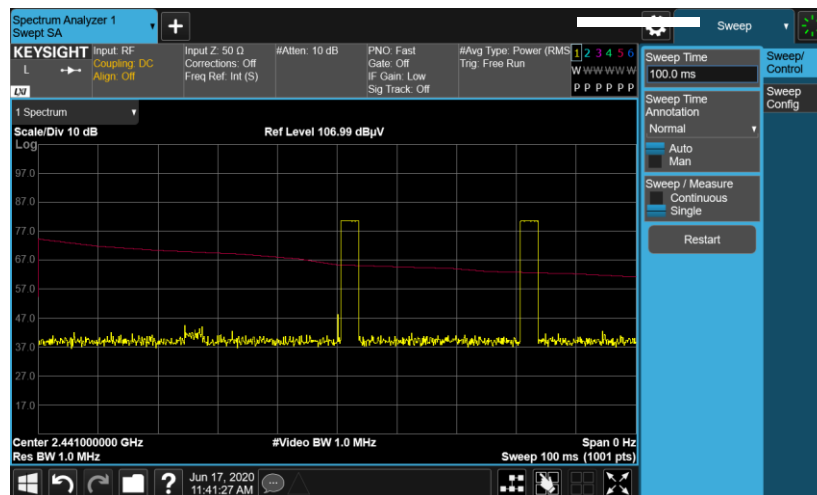 Spectrum Analyzer 1
Swept SA
+
Sweep
KEYSIGHT
L
LXI
Input: RF
Coupling: DC
Align: Off
Input Z: 50 Ω
Corrections: Off
Freq Ref: Int (S)
#Atten: 10 dB
PNO: Fast
Gate: Off
IF Gain: Low
Sig Track: Off
#Avg Type: Power (RMS
Trig: Free Run
1 2 3 4 5 6
W W W W W W
P P P P P P
1 Spectrum
Scale/Div 10 dB
Ref Level 106.99 dBµV
Log
97.0
87.0
77.0
67.0
57.0
47.0
37.0
27.0
17.0
Center 2.441000000 GHz
#Video BW 1.0 MHz
Span 0 Hz
Res BW 1.0 MHz
Sweep 100 ms (1001 pts)
?
Jun 17, 2020
11:41:27 AM
Sweep Time
100.0 ms
Sweep Time
Annotation
Normal
Auto
Man
Sweep / Measure
Continuous
Single
Restart
Sweep/
Control
Sweep
Config